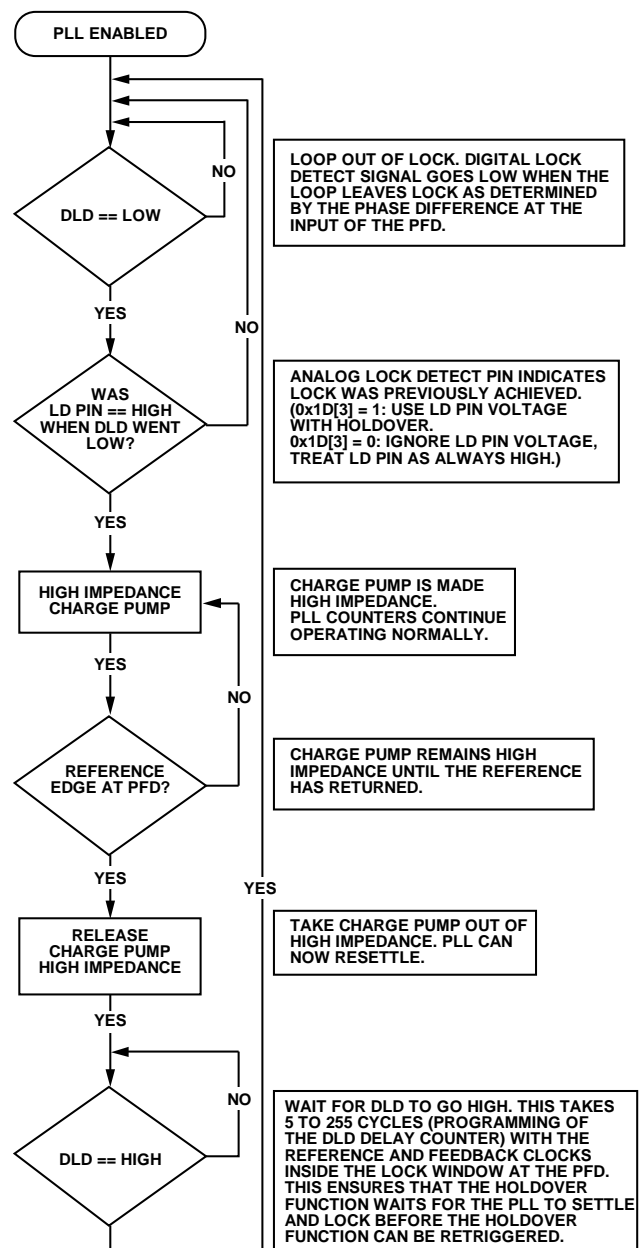 PLL ENABLED
NO
DLD == LOW
LOOP OUT OF LOCK. DIGITAL LOCK
DETECT SIGNAL GOES LOW WHEN THE
LOOP LEAVES LOCK AS DETERMINED
BY THE PHASE DIFFERENCE AT THE
INPUT OF THE PFD.
YES
NO
WAS
LD PIN == HIGH
WHEN DLD WENT
LOW?
ANALOG LOCK DETECT PIN INDICATES
LOCK WAS PREVIOUSLY ACHIEVED.
(0x1D[3] = 1: USE LD PIN VOLTAGE
WITH HOLDOVER.
0x1D[3] = 0: IGNORE LD PIN VOLTAGE,
TREAT LD PIN AS ALWAYS HIGH.)
YES
HIGH IMPEDANCE
CHARGE PUMP
CHARGE PUMP IS MADE
HIGH IMPEDANCE.
PLL COUNTERS CONTINUE
OPERATING NORMALLY.
YES
NO
REFERENCE
EDGE AT PFD?
CHARGE PUMP REMAINS HIGH
IMPEDANCE UNTIL THE REFERENCE
HAS RETURNED.
YES
YES
RELEASE
CHARGE PUMP
HIGH IMPEDANCE
TAKE CHARGE PUMP OUT OF
HIGH IMPEDANCE. PLL CAN
NOW RESETTLE.
YES
NO
DLD == HIGH
WAIT FOR DLD TO GO HIGH. THIS TAKES
5 TO 255 CYCLES (PROGRAMMING OF
THE DLD DELAY COUNTER) WITH THE
REFERENCE AND FEEDBACK CLOCKS
INSIDE THE LOCK WINDOW AT THE PFD.
THIS ENSURES THAT THE HOLDOVER
FUNCTION WAITS FOR THE PLL TO SETTLE
AND LOCK BEFORE THE HOLDOVER
FUNCTION CAN BE RETRIGGERED.